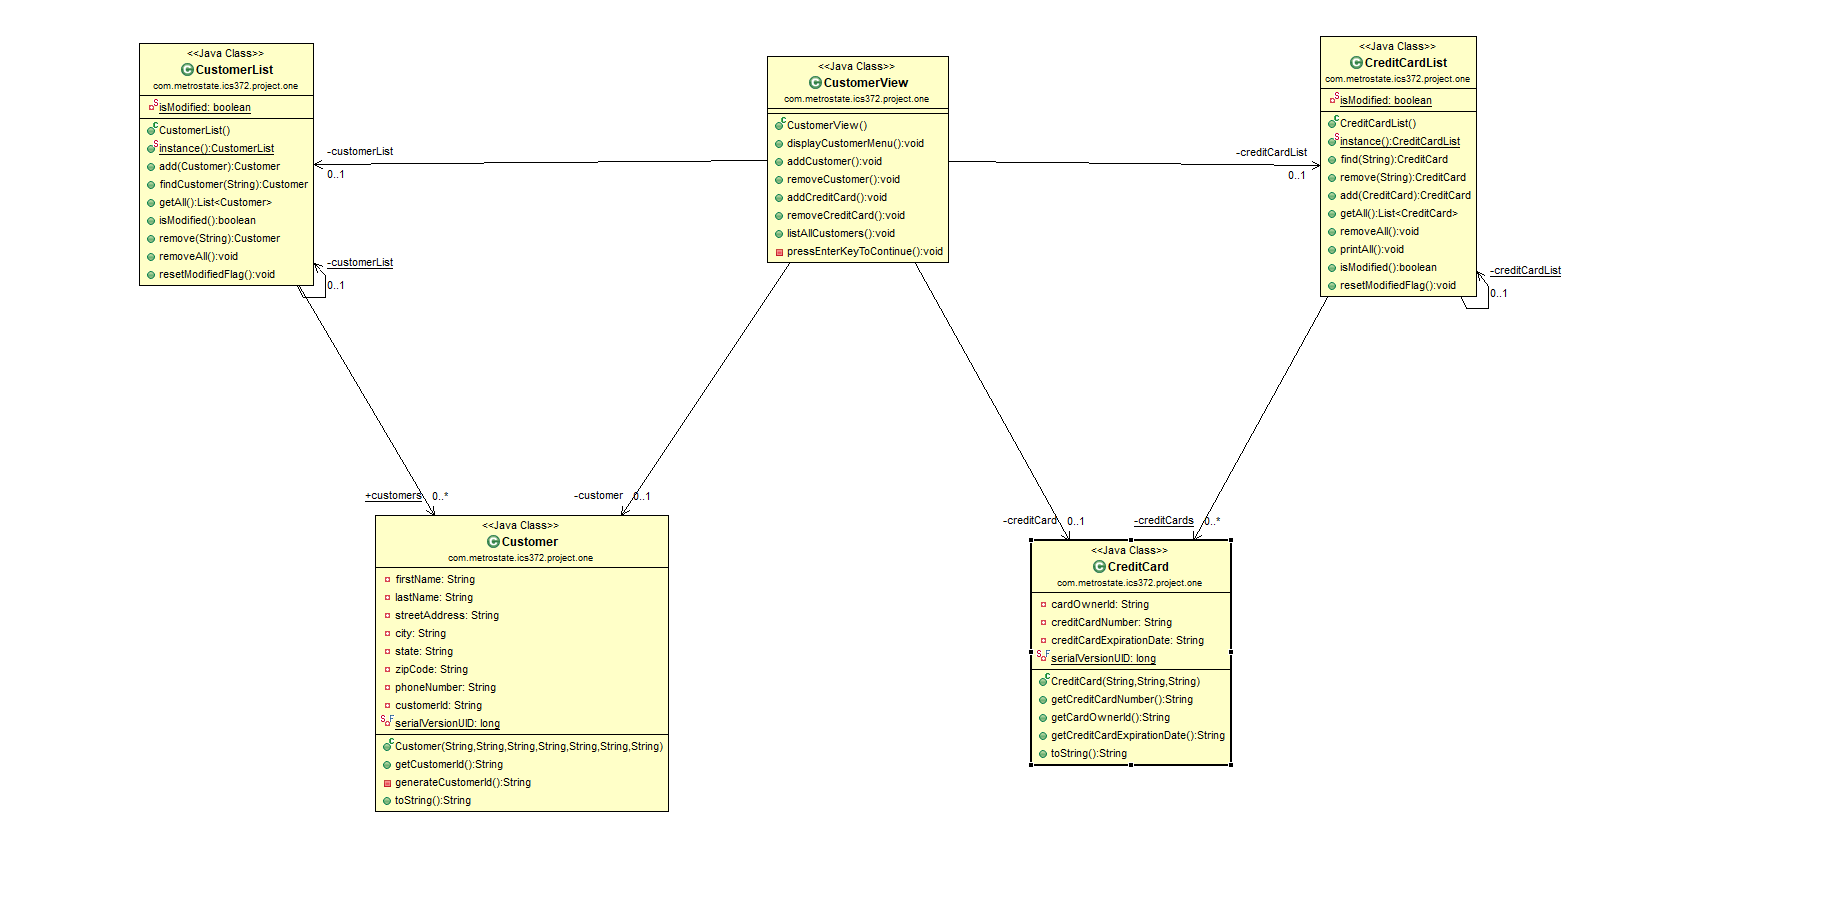 <<Java Class>>
CustomerList
com.metrostate.ics372.project.one
isModified: boolean
CustomerList()
instance():CustomerList
add(Customer):Customer
findCustomer(String):Customer
getAll():List<Customer>
isModified():boolean
remove(String):Customer
removeAll():void
resetModifiedFlag():void
-customerList
0..1
-customerList
0..1
<<Java Class>>
CustomerView
com.metrostate.ics372.project.one
CustomerView()
displayCustomerMenu():void
addCustomer():void
removeCustomer():void
addCreditCard():void
removeCreditCard():void
listAllCustomers():void
pressEnterKeyToContinue():void
-creditCardList
0..1
<<Java Class>>
CreditCardList
com.metrostate.ics372.project.one
isModified: boolean
CreditCardList()
instance():CreditCardList
find(String):CreditCard
remove(String):CreditCard
add(CreditCard):CreditCard
getAll():List<CreditCard>
removeAll():void
printAll():void
isModified():boolean
resetModifiedFlag():void
-creditCardList
0..1
+customers 0..*
-customer 0..1
<<Java Class>>
Customer
com.metrostate.ics372.project.one
firstName: String
lastName: String
streetAddress: String
city: String
state: String
zipCode: String
phoneNumber: String
customerId: String
serialVersionUID: long
Customer(String,String,String,String,String,String,String)
getCustomerId():String
generateCustomerId():String
toString():String
-creditCard 0..1
-creditCards 0..*
<<Java Class>>
CreditCard
com.metrostate.ics372.project.one
cardOwnerId: String
creditCardNumber: String
creditCardExpirationDate: String
serialVersionUID: long
CreditCard(String,String,String)
getCreditCardNumber():String
getCardOwnerId():String
getCreditCardExpirationDate():String
toString():String